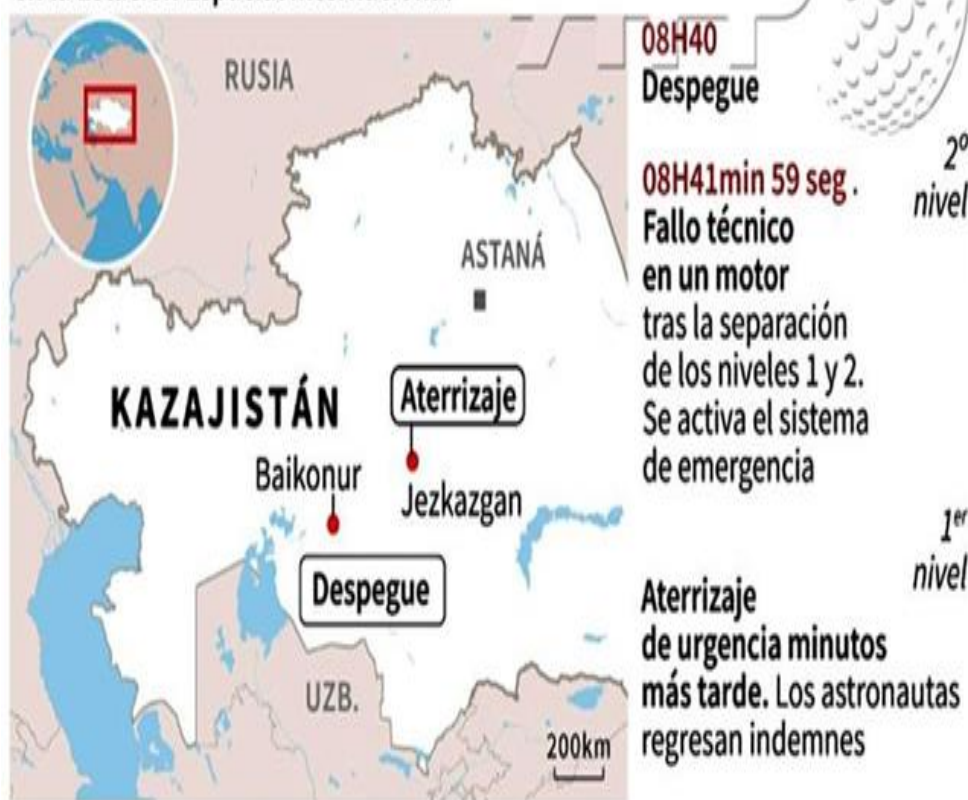 RUSIA
ASTANÁ
KAZAJISTÁN
Aterrizaje
Baikonur
Jezkazgan
Despegue
UZB.
200km
08H40
Despegue
08H41min 59 seg .
Fallo técnico
en un motor
tras la separación
de los niveles 1 y 2.
Se activa el sistema
de emergencia
Aterrizaje
de urgencia minutos
más tarde. Los astronautas
regresan indemnes
2º
nivel
1er
nivel